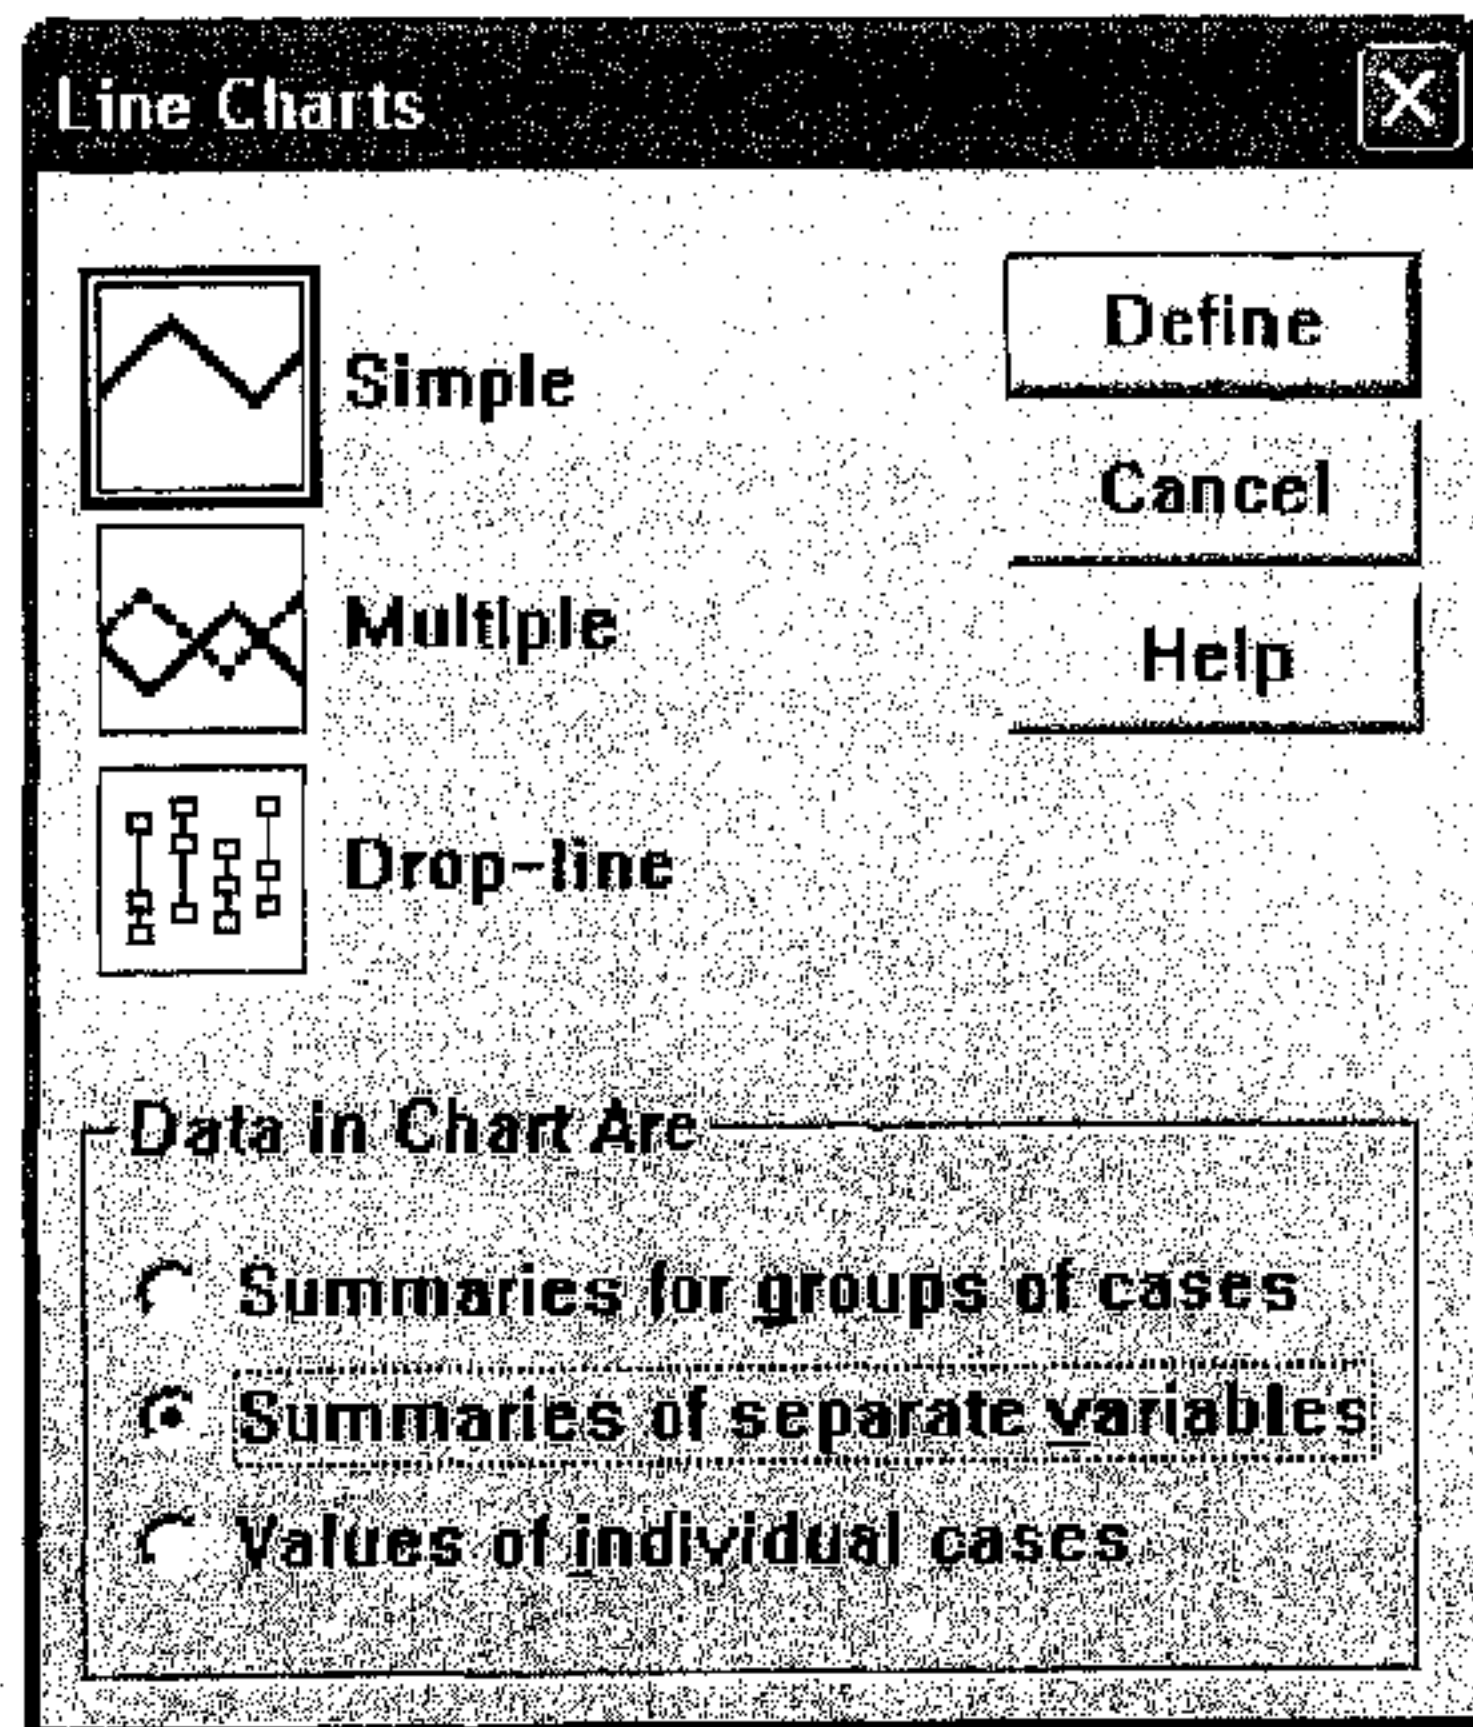 Line Charts
Simple
Multiple
Drop-line
Define
Cancel
Help
Data in Chart Are
Summaries for groups of cases
Summaries of separate variables
Values of individual cases